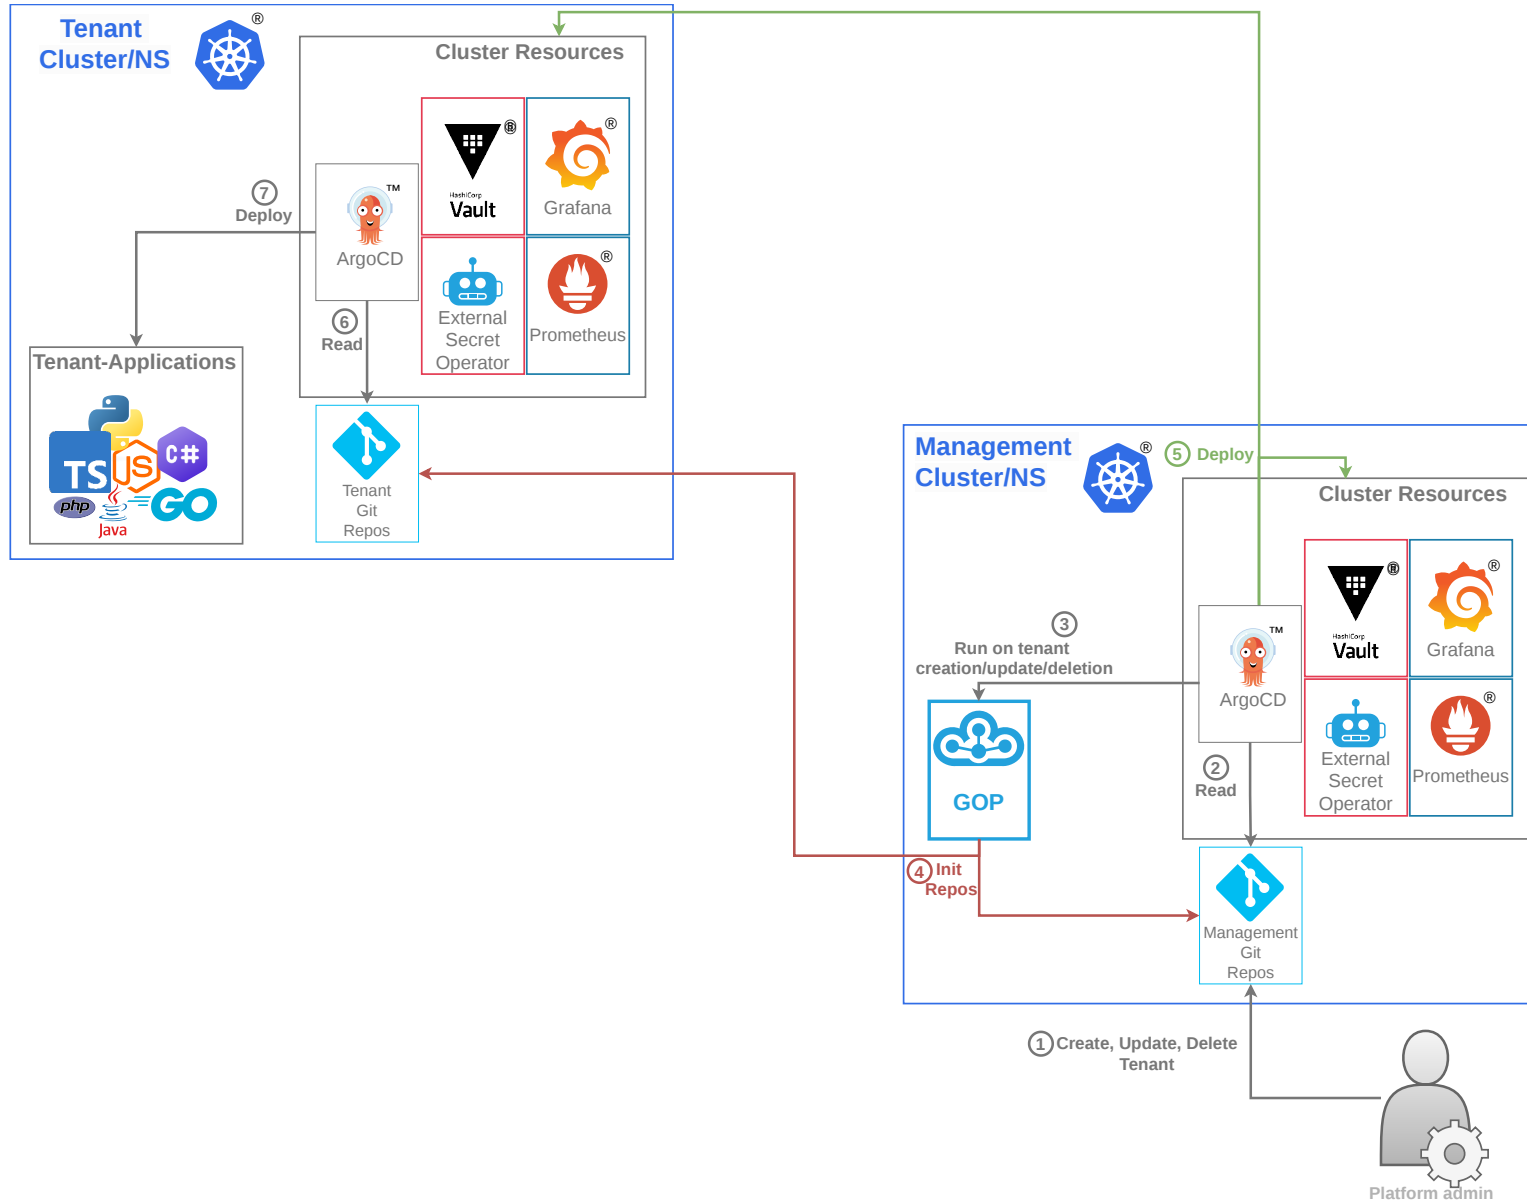 Tenant
Cluster/NS
®
Cluster Resources
®
HashiCorp
Vault
®
Grafana
7
Deploy
™
ArgoCD
External
Secret
Operator
®
Prometheus
6
Read
Tenant-Applications
TS
JS
C#
php
Java
GO
Tenant
Git
Repos
Management
Cluster/NS
®
5 Deploy
Cluster Resources
®
HashiCorp
Vault
®
Grafana
3
Run on tenant
creation/update/deletion
™
ArgoCD
External
Secret
Operator
®
Prometheus
GOP
2
Read
4 Init
Repos
Management
Git
Repos
1 Create, Update, Delete
Tenant
Platform admin